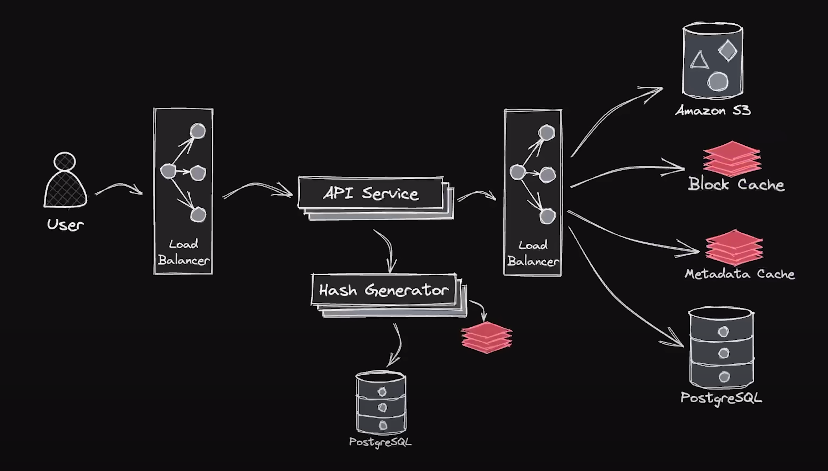 User
Load
Balancer
API Service
Hash Generator
PostgreSQL
Load
Balancer
Amazon S3
Block Cache
Metadata Cache
PostgreSQL